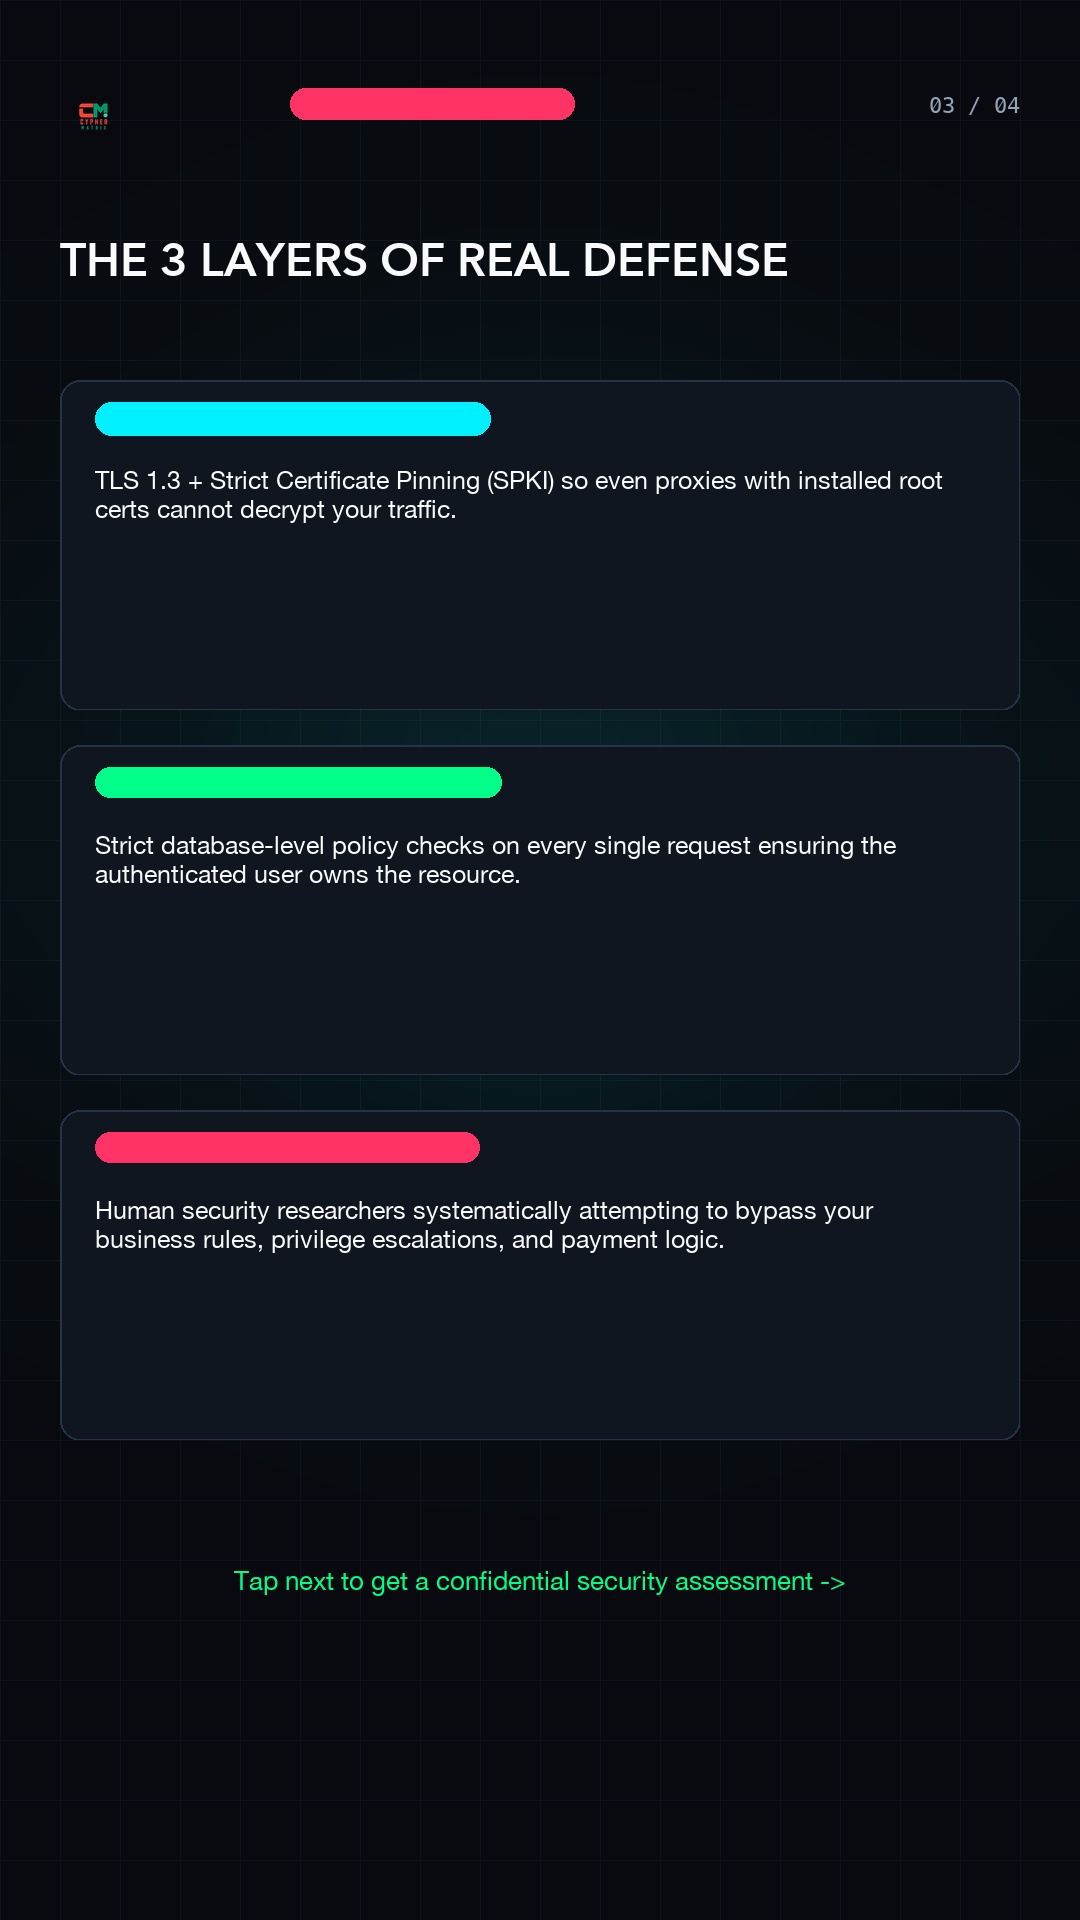 CM
CYPHER
MATRIX
03 / 04
THE 3 LAYERS OF REAL DEFENSE
TLS 1.3 + Strict Certificate Pinning (SPKI) so even proxies with installed root
certs cannot decrypt your traffic.
Strict database-level policy checks on every single request ensuring the
authenticated user owns the resource.
Human security researchers systematically attempting to bypass your
business rules, privilege escalations, and payment logic.
Tap next to get a confidential security assessment ->